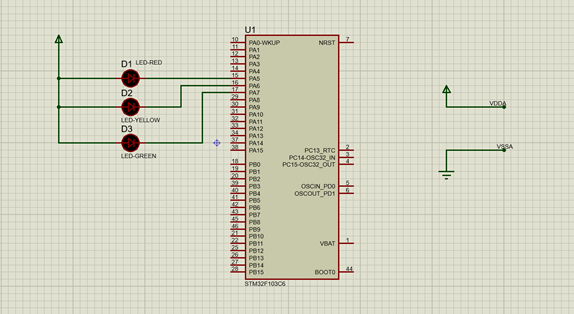 U1
10 PA0-WKUP NRST 7
11 PA1
12 PA2
13 PA3
14 PA4
15 PA5
16 PA6
17 PA7
29 PA8
30 PA9
31 PA10
32 PA11
33 PA12
34 PA13
37 PA14
38 PA15
D1 LED-RED
D2
LED-YELLOW
D3
LED-GREEN
18 PB0
19 PB1
20 PB2
39 PB3
40 PB4
41 PB5
42 PB6
43 PB7
45 PB8
46 PB9
21 PB10
22 PB11
25 PB12
26 PB13
27 PB14
28 PB15
PC13_RTC 2
PC14-OSC32_IN 3
PC15-OSC32_OUT 4
OSCIN_PD0 5
OSCOUT_PD1 6
VBAT 1
BOOT0 44
STM32F103C6
VDDA
VSSA